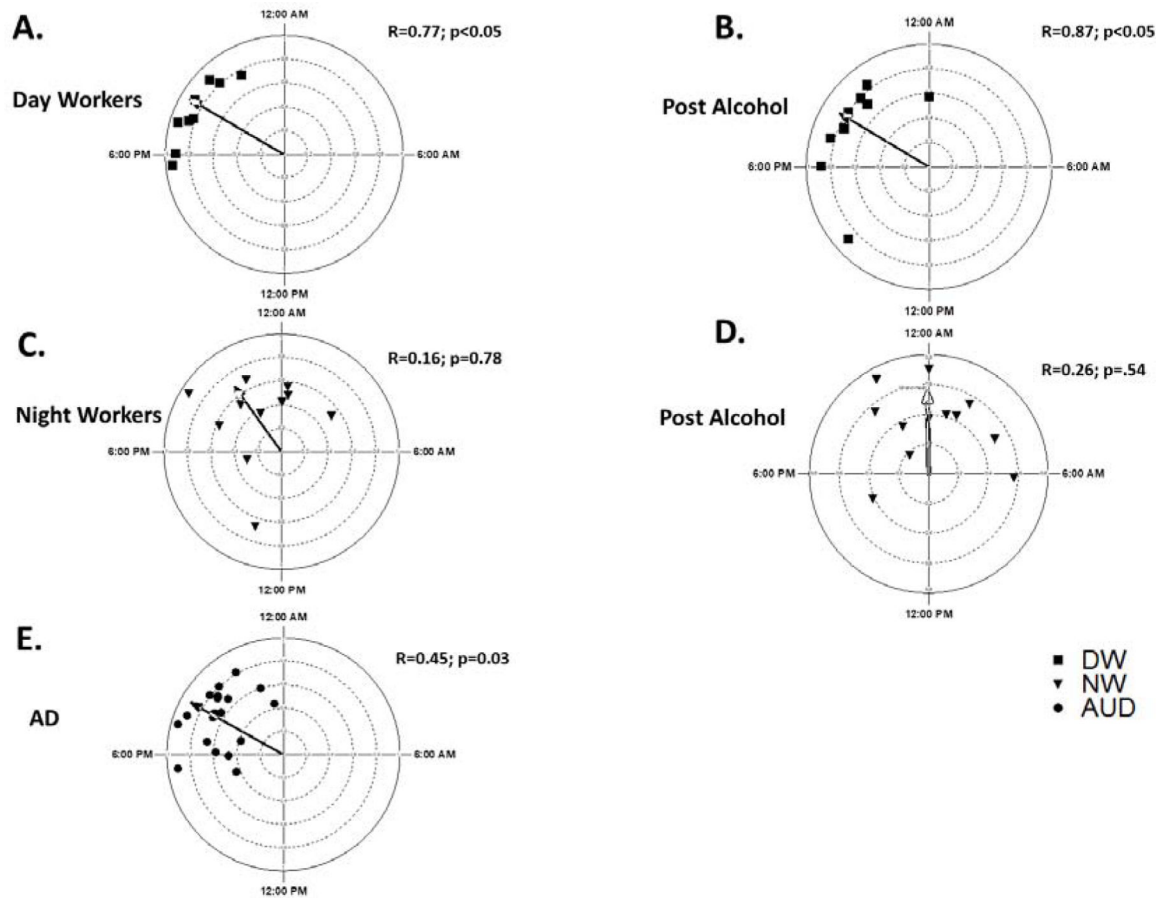 A.
12:00 AM
R=0.77; p<0.05
Day Workers
6:00 PM
6:00 AM
12:00 PM
B.
12:00 AM
R=0.87; p<0.05
Post Alcohol
6:00 PM
6:00 AM
12:00 PM
C.
12:00 AM
R=0.16; p=0.78
Night Workers
6:00 PM
6:00 AM
12:00 PM
D.
12:00 AM
R=0.26; p=.54
Post Alcohol
6:00 PM
6:00 AM
12:00 PM
E.
12:00 AM
R=0.45; p=0.03
AD
6:00 PM
6:00 AM
12:00 PM
DW
NW
AUD